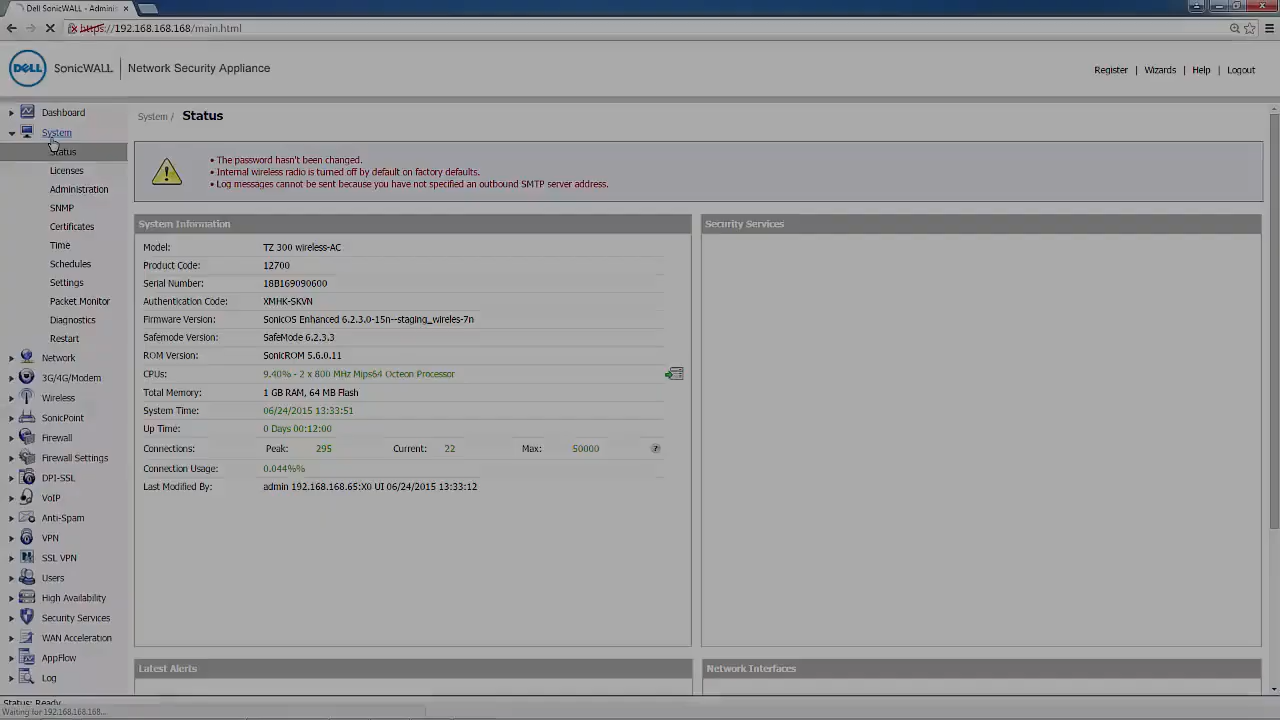 Dell SonicWALL - Admini
https://192.168.168.168/main.html
DELL SonicWALL | Network Security Appliance
Register | Wizards | Help | Logout
Dashboard
System
Status
Licenses
Administration
SNMP
Certificates
Time
Schedules
Settings
Packet Monitor
Diagnostics
Restart
Network
3G/4G/Modem
Wireless
SonicPoint
Firewall
Firewall Settings
DPI-SSL
VoIP
Anti-Spam
VPN
SSL VPN
Users
High Availability
Security Services
WAN Acceleration
AppFlow
Log
System / Status
• The password hasn't been changed.
• Internal wireless radio is turned off by default on factory defaults.
• Log messages cannot be sent because you have not specified an outbound SMTP server address.
System Information
Model: TZ 300 wireless-AC
Product Code: 12700
Serial Number: 18B169090600
Authentication Code: XMHK-SKVN
Firmware Version: SonicOS Enhanced 6.2.3.0-15n--staging_wireles-7n
Safemode Version: SafeMode 6.2.3.3
ROM Version: SonicROM 5.6.0.11
CPUs: 9.40% - 2 x 800 MHz Mips64 Octeon Processor
Total Memory: 1 GB RAM, 64 MB Flash
System Time: 06/24/2015 13:33:51
Up Time: 0 Days 00:12:00
Connections: Peak: 295 Current: 22 Max: 50000 ?
Connection Usage: 0.044%%
Last Modified By: admin 192.168.168.65:X0 UI 06/24/2015 13:33:12
Security Services
Latest Alerts
Network Interfaces
Status: Ready
Waiting for 192.168.168.168...